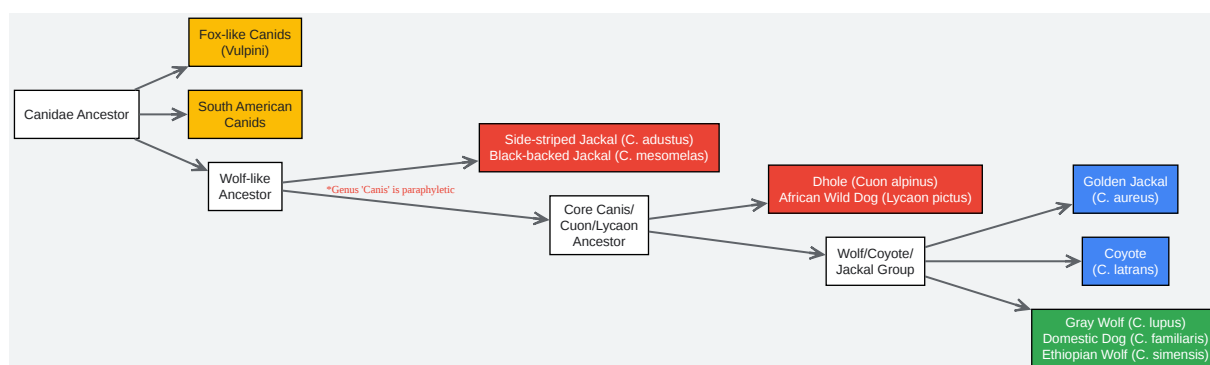 Fox-like Canids
(Vulpini)
Canidae Ancestor
South American
Canids
Wolf-like
Ancestor
Side-striped Jackal (C. adustus)
Black-backed Jackal (C. mesomelas)
*Genus 'Canis' is paraphyletic
Core Canis/
Cuon/Lycaon
Ancestor
Dhole (Cuon alpinus)
African Wild Dog (Lycaon pictus)
Wolf/Coyote/
Jackal Group
Golden Jackal
(C. aureus)
Coyote
(C. latrans)
Gray Wolf (C. lupus)
Domestic Dog (C. familiaris)
Ethiopian Wolf (C. simensis)